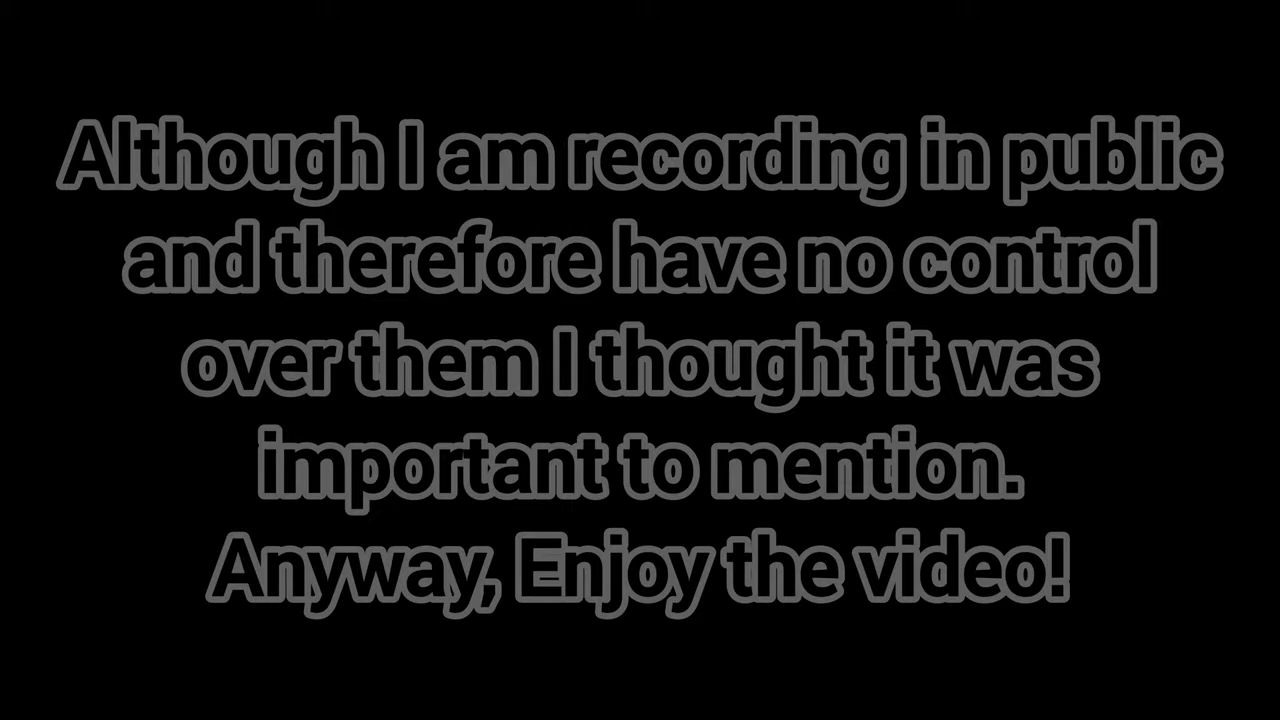 Although I am recording in public
and therefore have no control
over them I thought it was
important to mention.
Anyway, Enjoy the video!